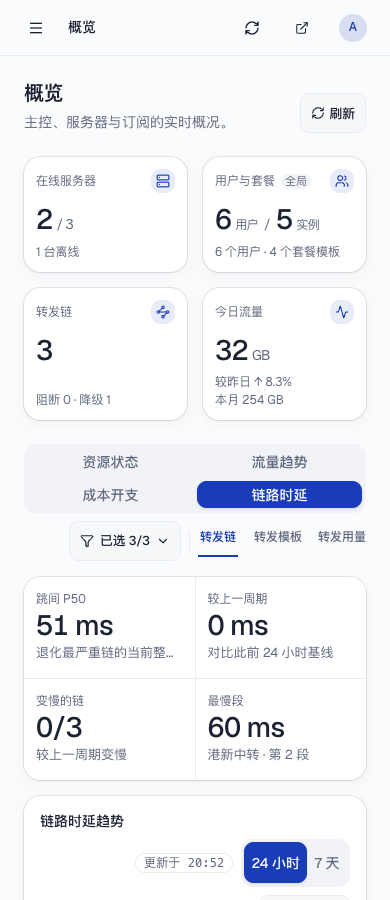 概览
A
概览
主控、服务器与订阅的实时概况。
刷新
在线服务器
2 / 3
1 台离线
用户与套餐 全局
6 用户 / 5 实例
6 个用户 · 4 个套餐模板
转发链
3
阻断 0 · 降级 1
今日流量
32 GB
较昨日 ↑ 8.3%
本月 254 GB
资源状态
流量趋势
成本开支
链路时延
已选 3/3
转发链
转发模板
转发用量
跳间 P50
51 ms
退化最严重链的当前整...
较上一周期
0 ms
对比此前 24 小时基线
变慢的链
0/3
较上一周期变慢
最慢段
60 ms
港新中转 · 第 2 段
链路时延趋势
更新于 20:52
24 小时
7 天